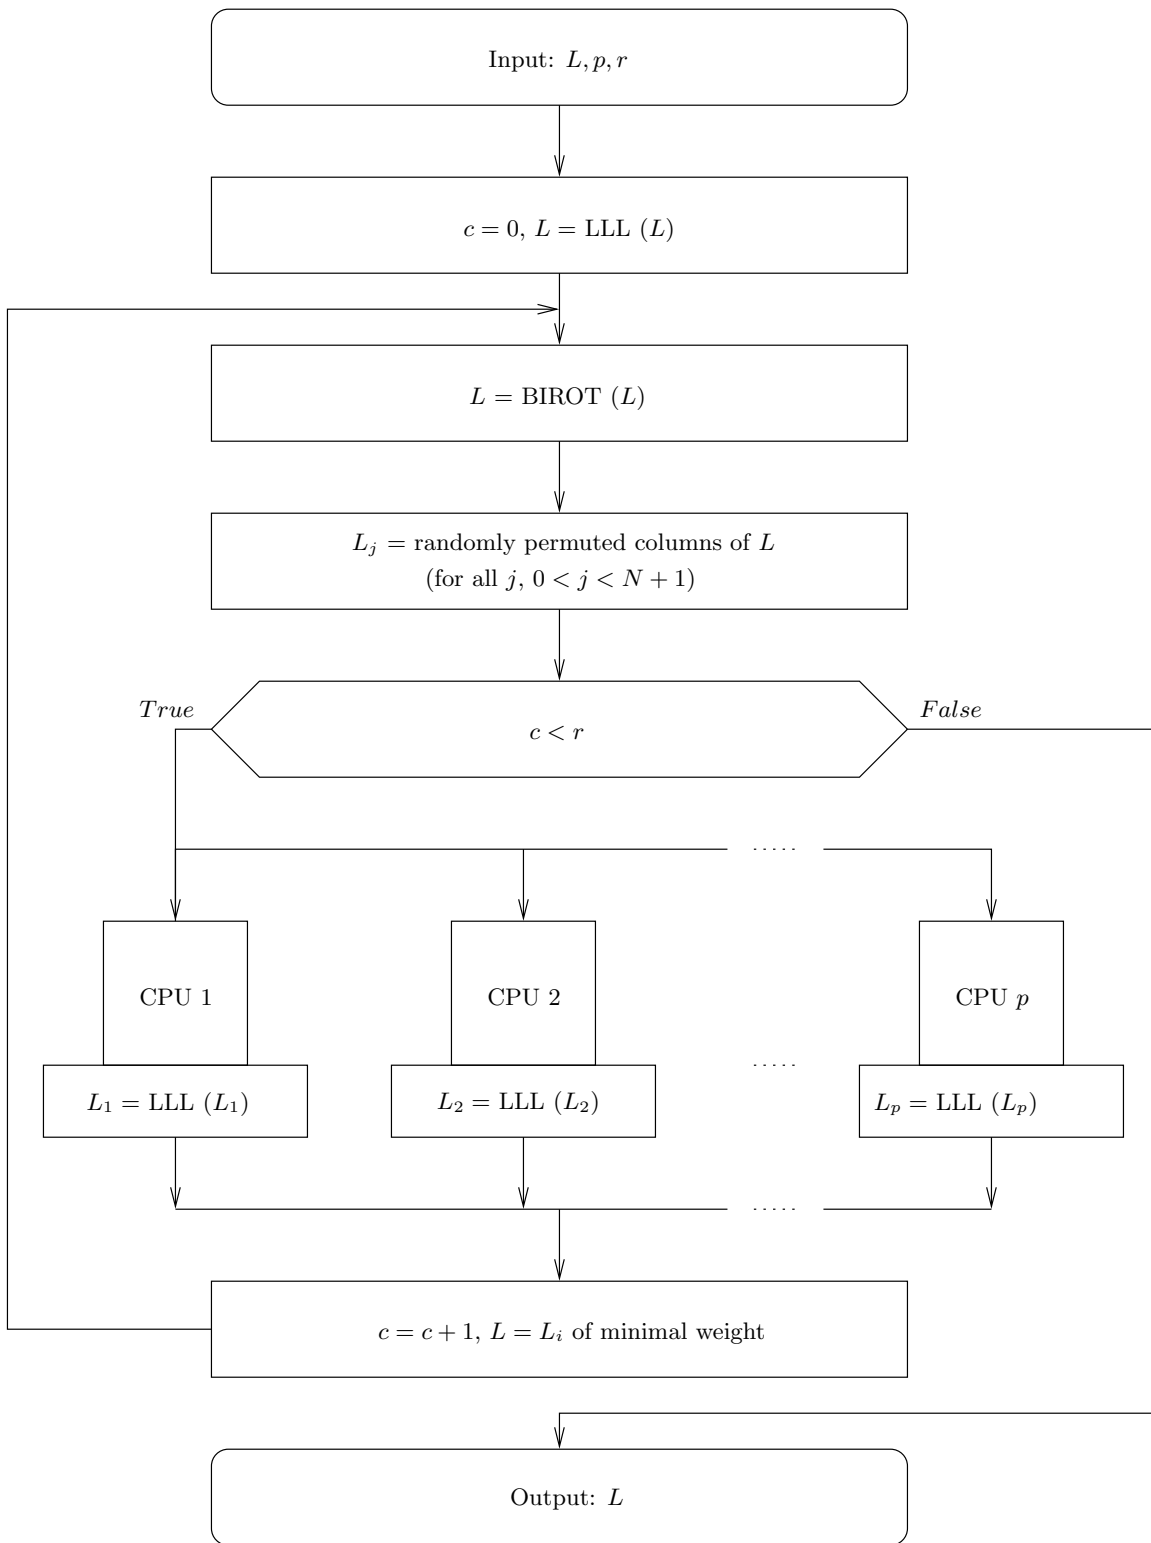 Input: L, p, r
c = 0, L = LLL (L)
L = BIROT (L)
L_j = randomly permuted columns of L
(for all j, 0 < j < N + 1)
True
False
c < r
.....
CPU 1
CPU 2
CPU p
.....
L_1 = LLL (L_1)
L_2 = LLL (L_2)
L_p = LLL (L_p)
.....
c = c + 1, L = L_i of minimal weight
Output: L